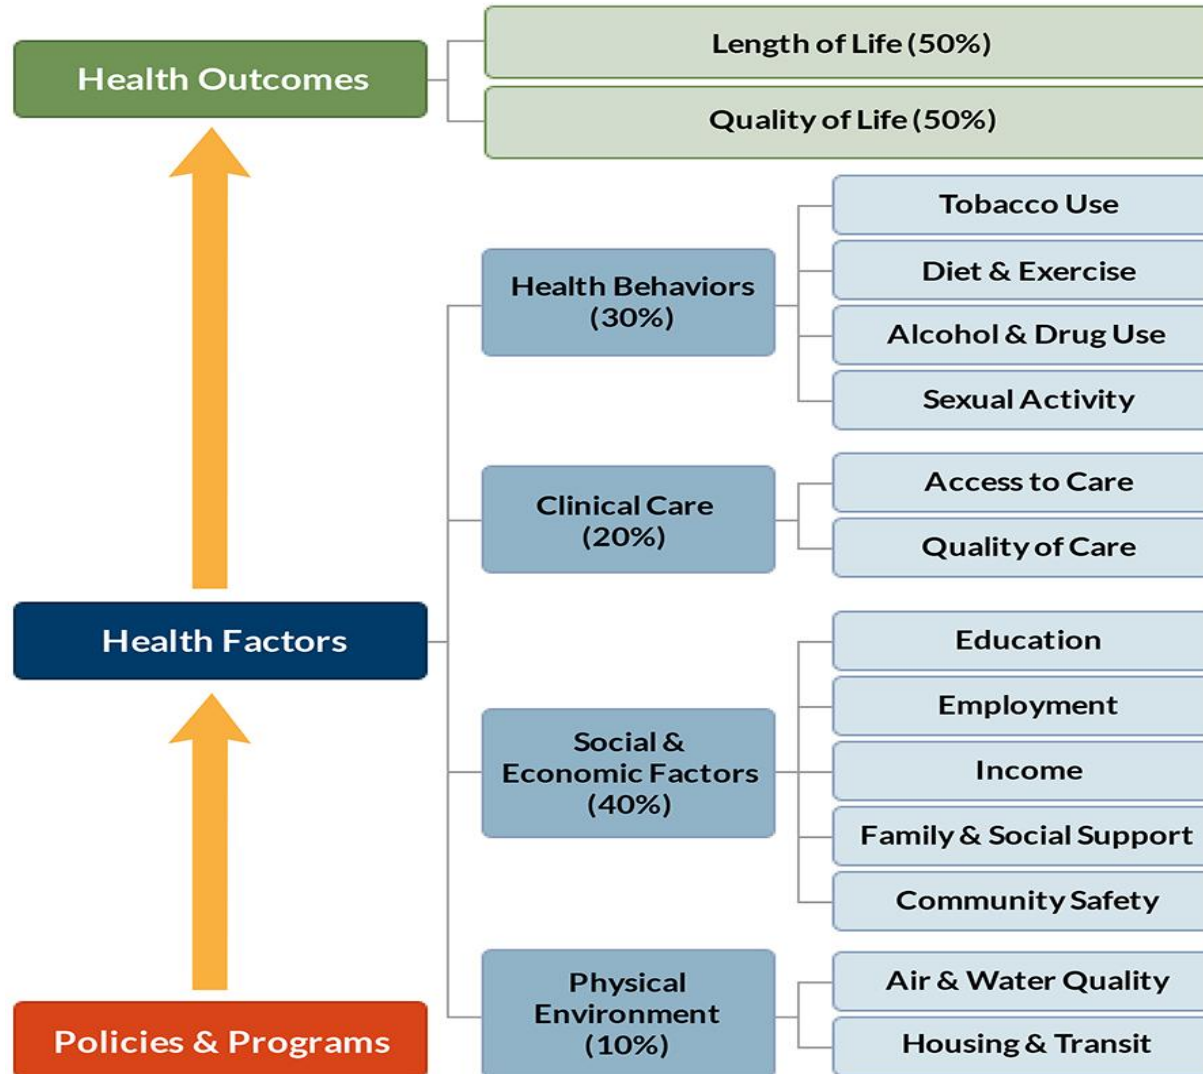 Health Outcomes
Length of Life (50%)
Quality of Life (50%)
Health Factors
Health Behaviors
(30%)
Tobacco Use
Diet & Exercise
Alcohol & Drug Use
Sexual Activity
Clinical Care
(20%)
Access to Care
Quality of Care
Social &
Economic Factors
(40%)
Education
Employment
Income
Family & Social Support
Community Safety
Physical
Environment
(10%)
Air & Water Quality
Housing & Transit
Policies & Programs